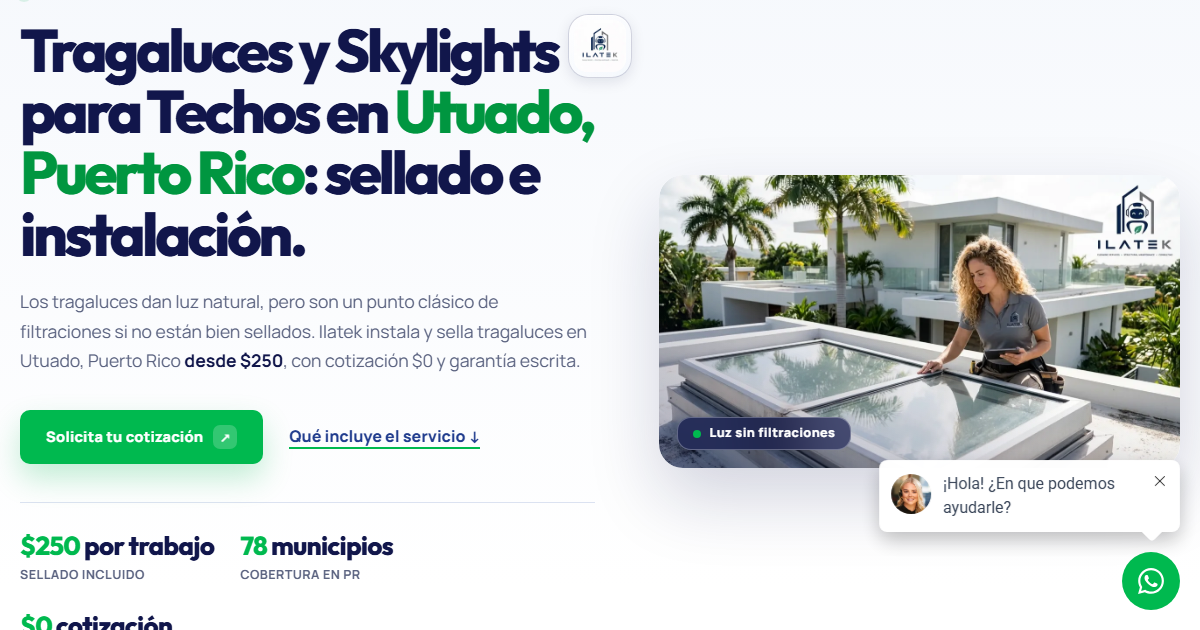 Tragaluces y Skylights
ILATEK
para Techos en Utuado,
Puerto Rico: sellado e
instalación.
Los tragaluces dan luz natural, pero son un punto clásico de
filtraciones si no están bien sellados. Ilatek instala y sella tragaluces en
Utuado, Puerto Rico desde $250, con cotización $0 y garantía escrita.
Solicita tu cotización ↗
Qué incluye el servicio ↓
$250 por trabajo
SELLADO INCLUIDO
78 municipios
COBERTURA EN PR
$0 cotización
ILATEK
Luz sin filtraciones
¡Hola! ¿En que podemos
ayudarle?